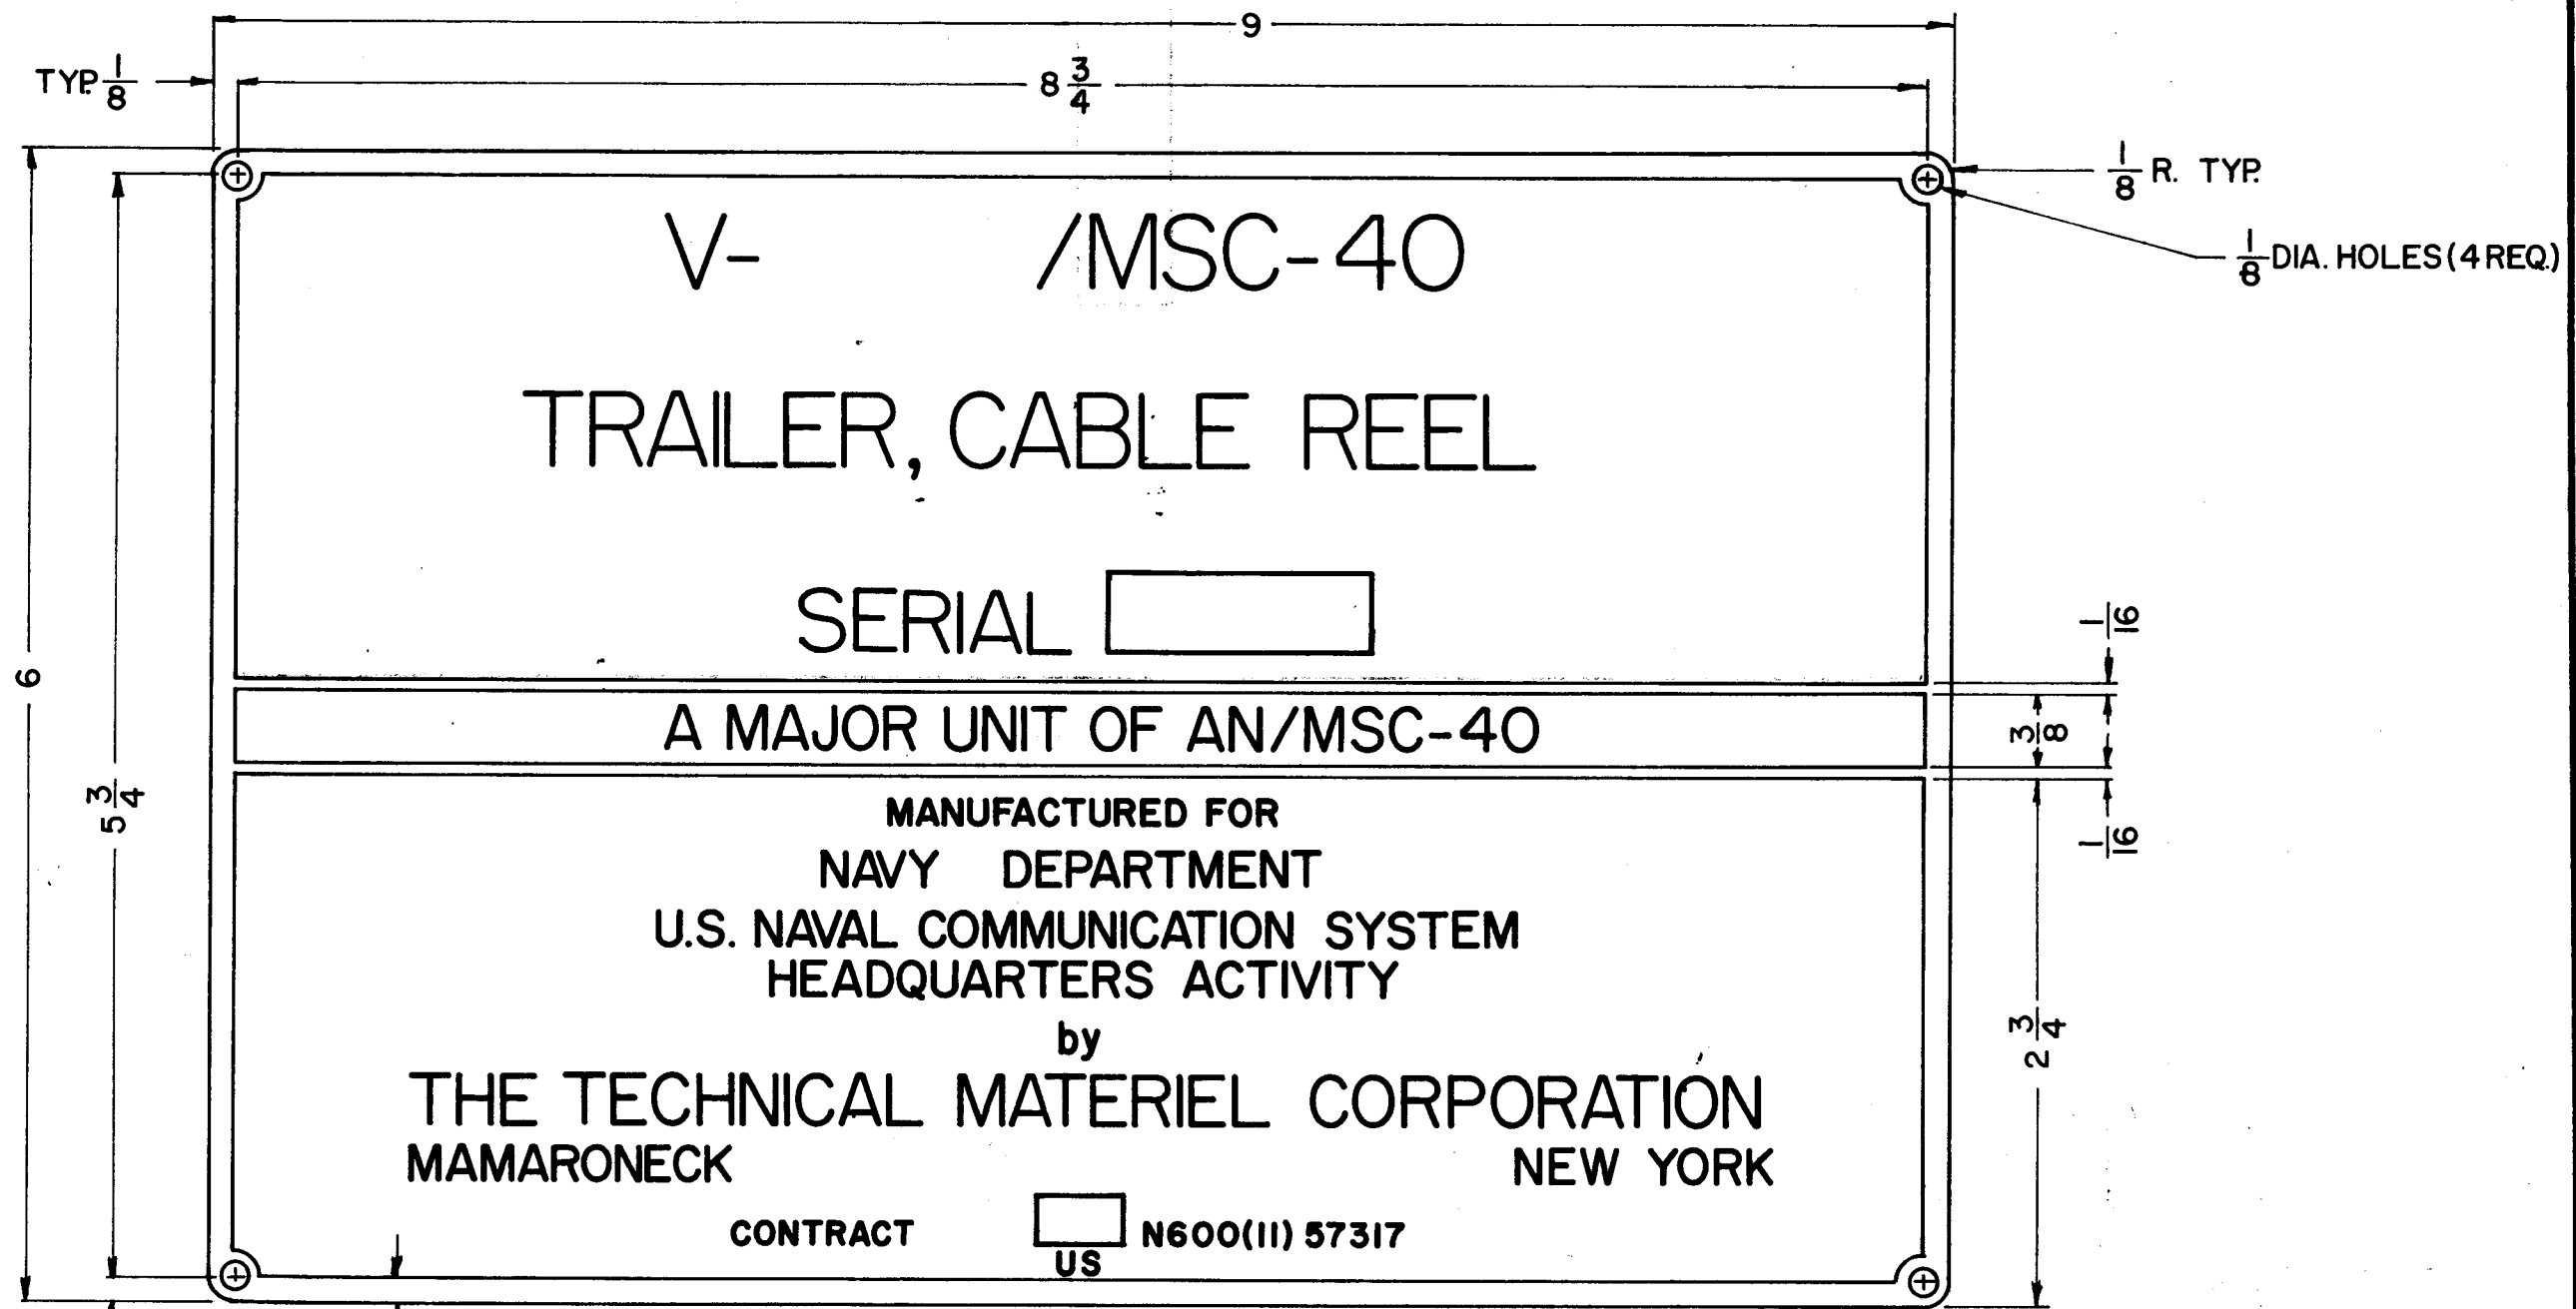 9
TYP. 1/8
8 3/4
1/8 R. TYP.
1/8 DIA. HOLES (4 REQ.)
V- /MSC-40
TRAILER, CABLE REEL
SERIAL
1/16
6
A MAJOR UNIT OF AN/MSC-40
3/8
5 3/4
MANUFACTURED FOR
1/16
NAVY DEPARTMENT
U.S. NAVAL COMMUNICATION SYSTEM
HEADQUARTERS ACTIVITY
by
2 3/4
THE TECHNICAL MATERIEL CORPORATION
MAMARONECK NEW YORK
CONTRACT N600(11) 57317
US